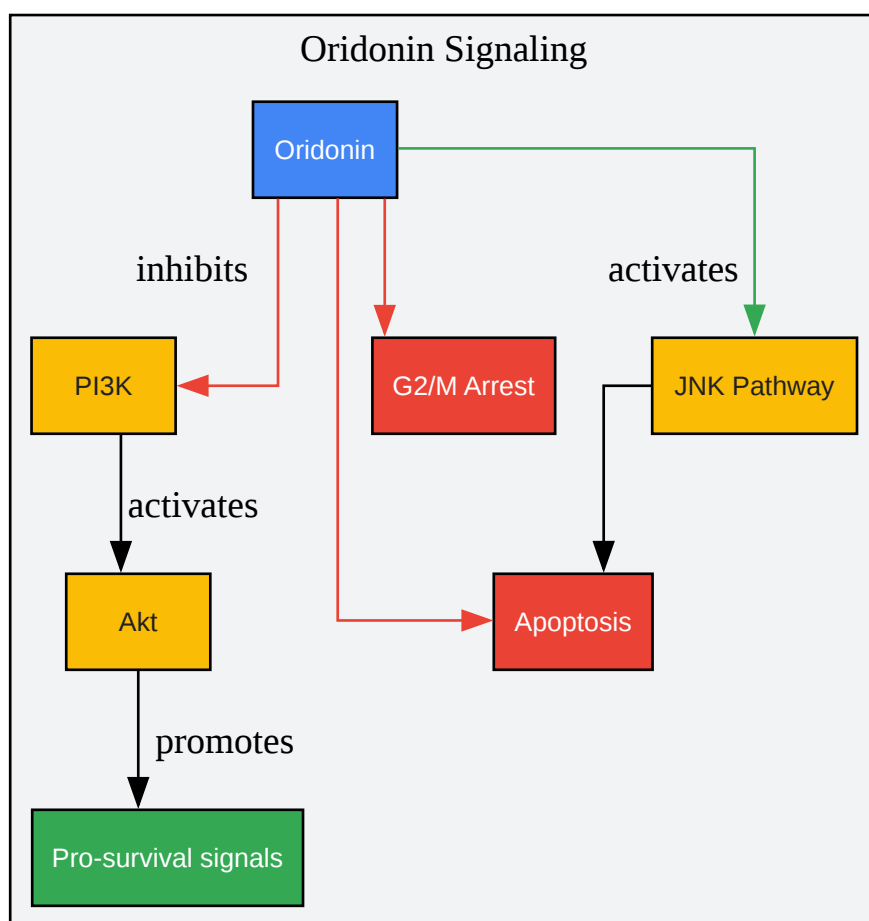 Oridonin Signaling
Oridonin
inhibits
activates
PI3K
G2/M Arrest
JNK Pathway
activates
Akt
Apoptosis
promotes
Pro-survival signals